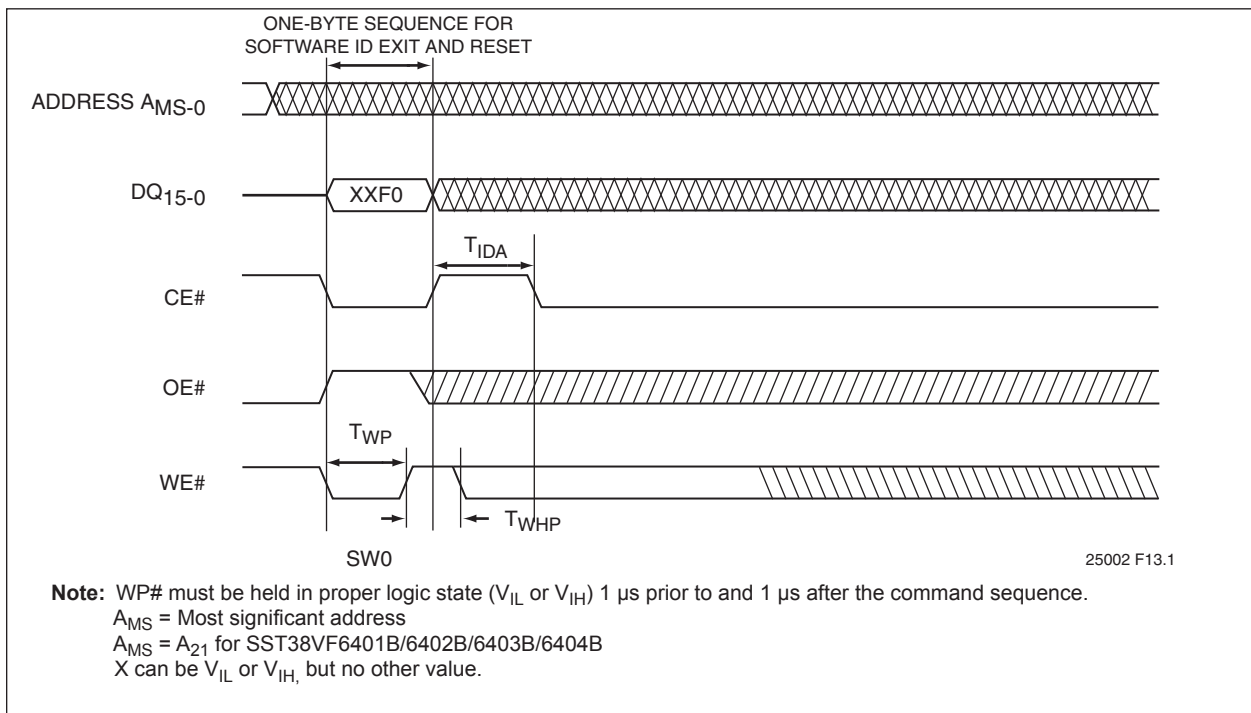 ONE-BYTE SEQUENCE FOR
SOFTWARE ID EXIT AND RESET
ADDRESS AMS-0
DQ15-0
XXF0
TIDA
CE#
OE#
TWP
WE#
TWHP
SW0
25002 F13.1
Note: WP# must be held in proper logic state (VIL or VIH) 1 µs prior to and 1 µs after the command sequence.
AMS = Most significant address
AMS = A21 for SST38VF6401B/6402B/6403B/6404B
X can be VIL or VIH, but no other value.